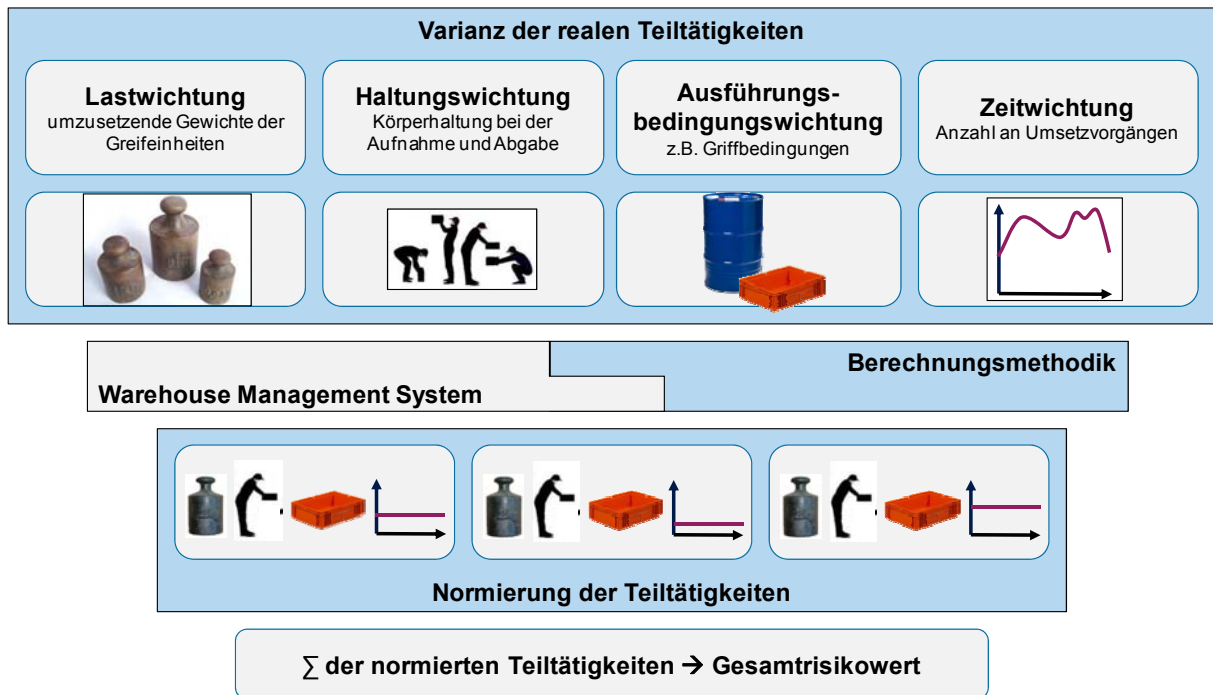 Varianz der realen Teiltätigkeiten
Lastwichtung
umzusetzende Gewichte der
Greifeinheiten
Haltungswichtung
Körperhaltung bei der
Aufnahme und Abgabe
Ausführungs-
bedingungswichtung
z.B. Griffbedingungen
Zeitwichtung
Anzahl an Umsetzvorgängen
Berechnungsmethodik
Warehouse Management System
Normierung der Teiltätigkeiten
∑ der normierten Teiltätigkeiten → Gesamtrisikowert